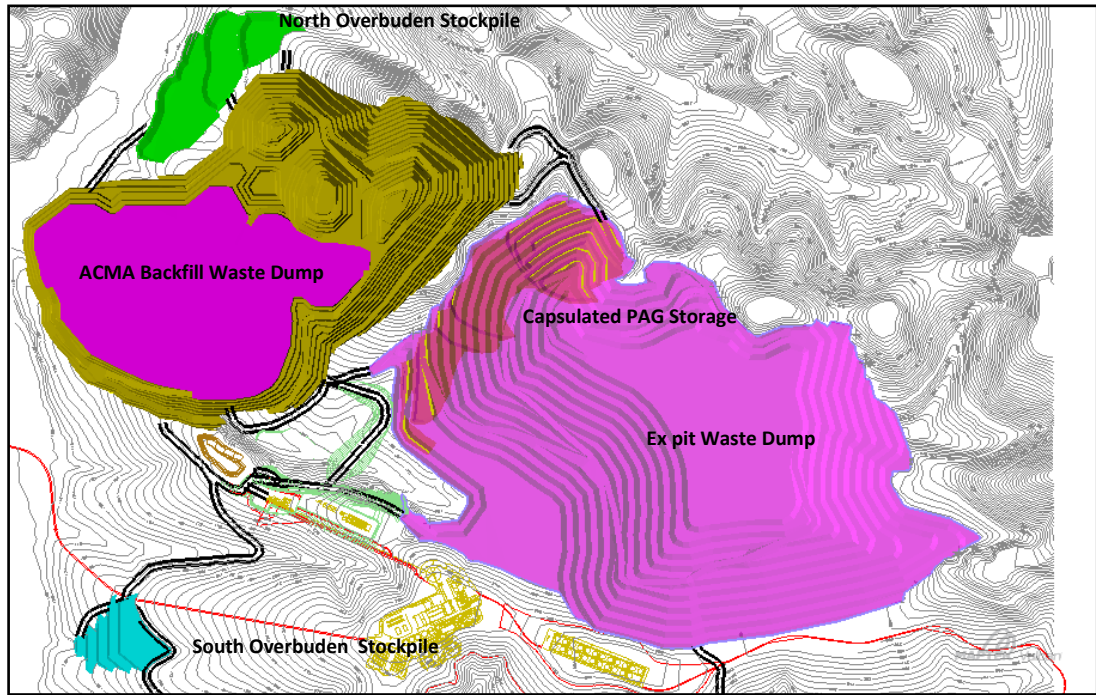 North Overbuden Stockpile
ACMA Backfill Waste Dump
Capsulated PAG Storage
Ex pit Waste Dump
South Overbuden  Stockpile